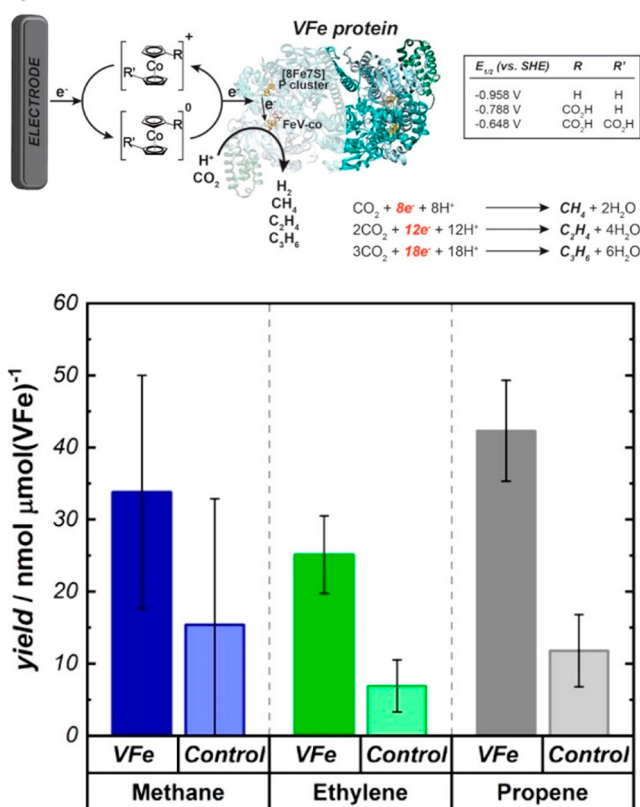 VFe protein
ELECTRODE
e-
R'
Co
R
+
R'
Co
R
0
e-
[8Fe7S]
P cluster
e-
FeV-co
H+
CO2
H2
CH4
C2H4
C3H6
E1/2 (vs. SHE) R R'
-0.958 V H H
-0.788 V CO2H H
-0.648 V CO2H CO2H
CO2 + 8e- + 8H+ CH4 + 2H2O
2CO2 + 12e- + 12H+ C2H4 + 4H2O
3CO2 + 18e- + 18H+ C3H6 + 6H2O
yield / nmol μmol(VFe)-1
60
50
40
30
20
10
0
VFe Control VFe Control VFe Control
Methane Ethylene Propene